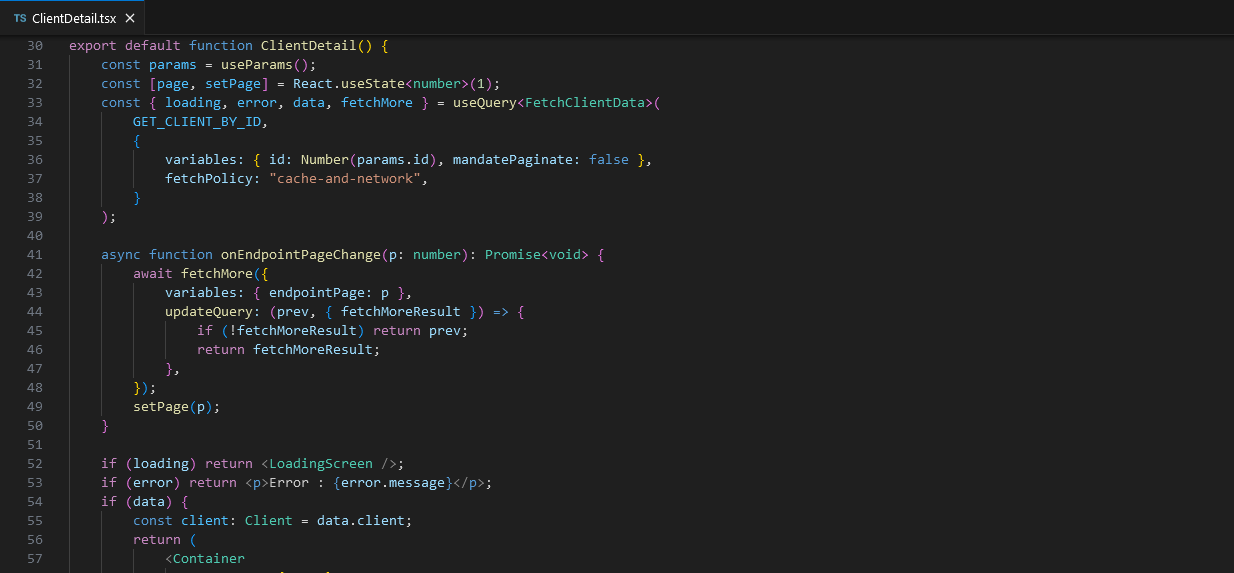 TS ClientDetail.tsx ×
30 export default function ClientDetail() {
31 const params = useParams();
32 const [page, setPage] = React.useState<number>(1);
33 const { loading, error, data, fetchMore } = useQuery<FetchClientData>(
34 GET_CLIENT_BY_ID,
35 {
36 variables: { id: Number(params.id), mandatePaginate: false },
37 fetchPolicy: "cache-and-network",
38 }
39 );
40
41 async function onEndpointPageChange(p: number): Promise<void> {
42 await fetchMore({
43 variables: { endpointPage: p },
44 updateQuery: (prev, { fetchMoreResult }) => {
45 if (!fetchMoreResult) return prev;
46 return fetchMoreResult;
47 },
48 });
49 setPage(p);
50 }
51
52 if (loading) return <LoadingScreen />;
53 if (error) return <p>Error : {error.message}</p>;
54 if (data) {
55 const client: Client = data.client;
56 return (
57 <Container